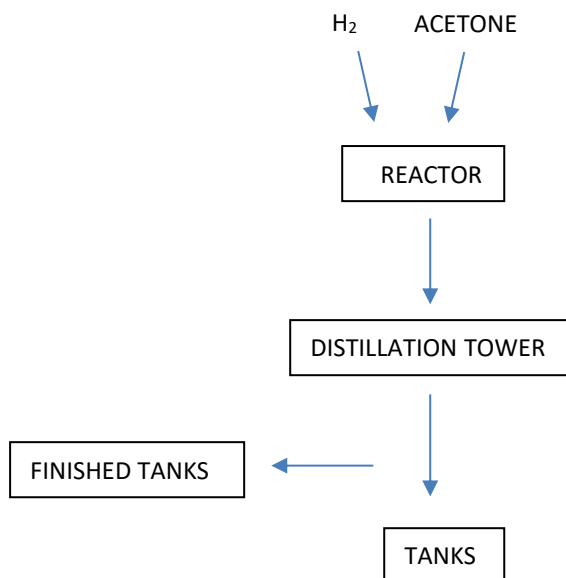 H₂ ACETONE
REACTOR
DISTILLATION TOWER
FINISHED TANKS
TANKS